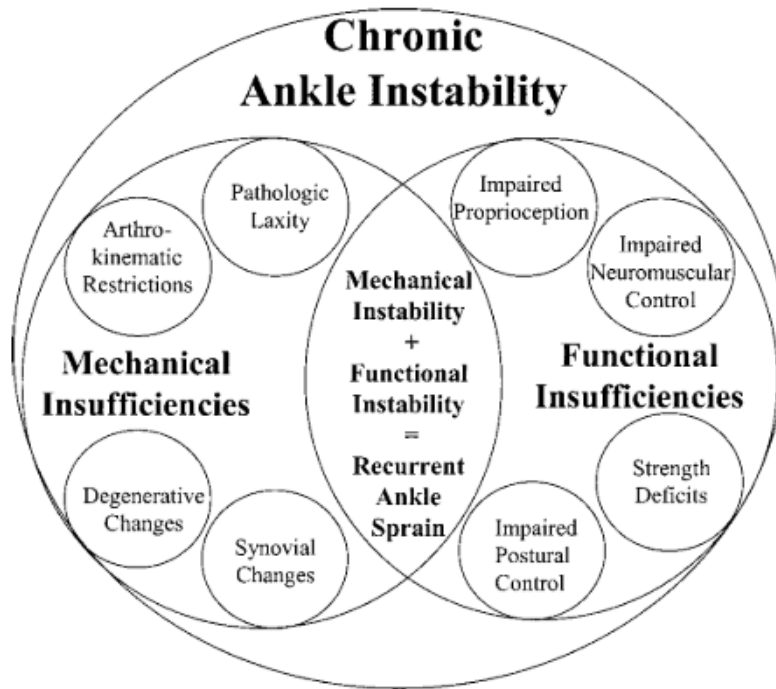 Chronic
Ankle Instability
Pathologic
Laxity
Arthro-
kinematic
Restrictions
Mechanical
Insufficiencies
Degenerative
Changes
Synovial
Changes
Mechanical
Instability
+
Functional
Instability
=
Recurrent
Ankle
Sprain
Impaired
Proprioception
Impaired
Neuromuscular
Control
Functional
Insufficiencies
Strength
Deficits
Impaired
Postural
Control